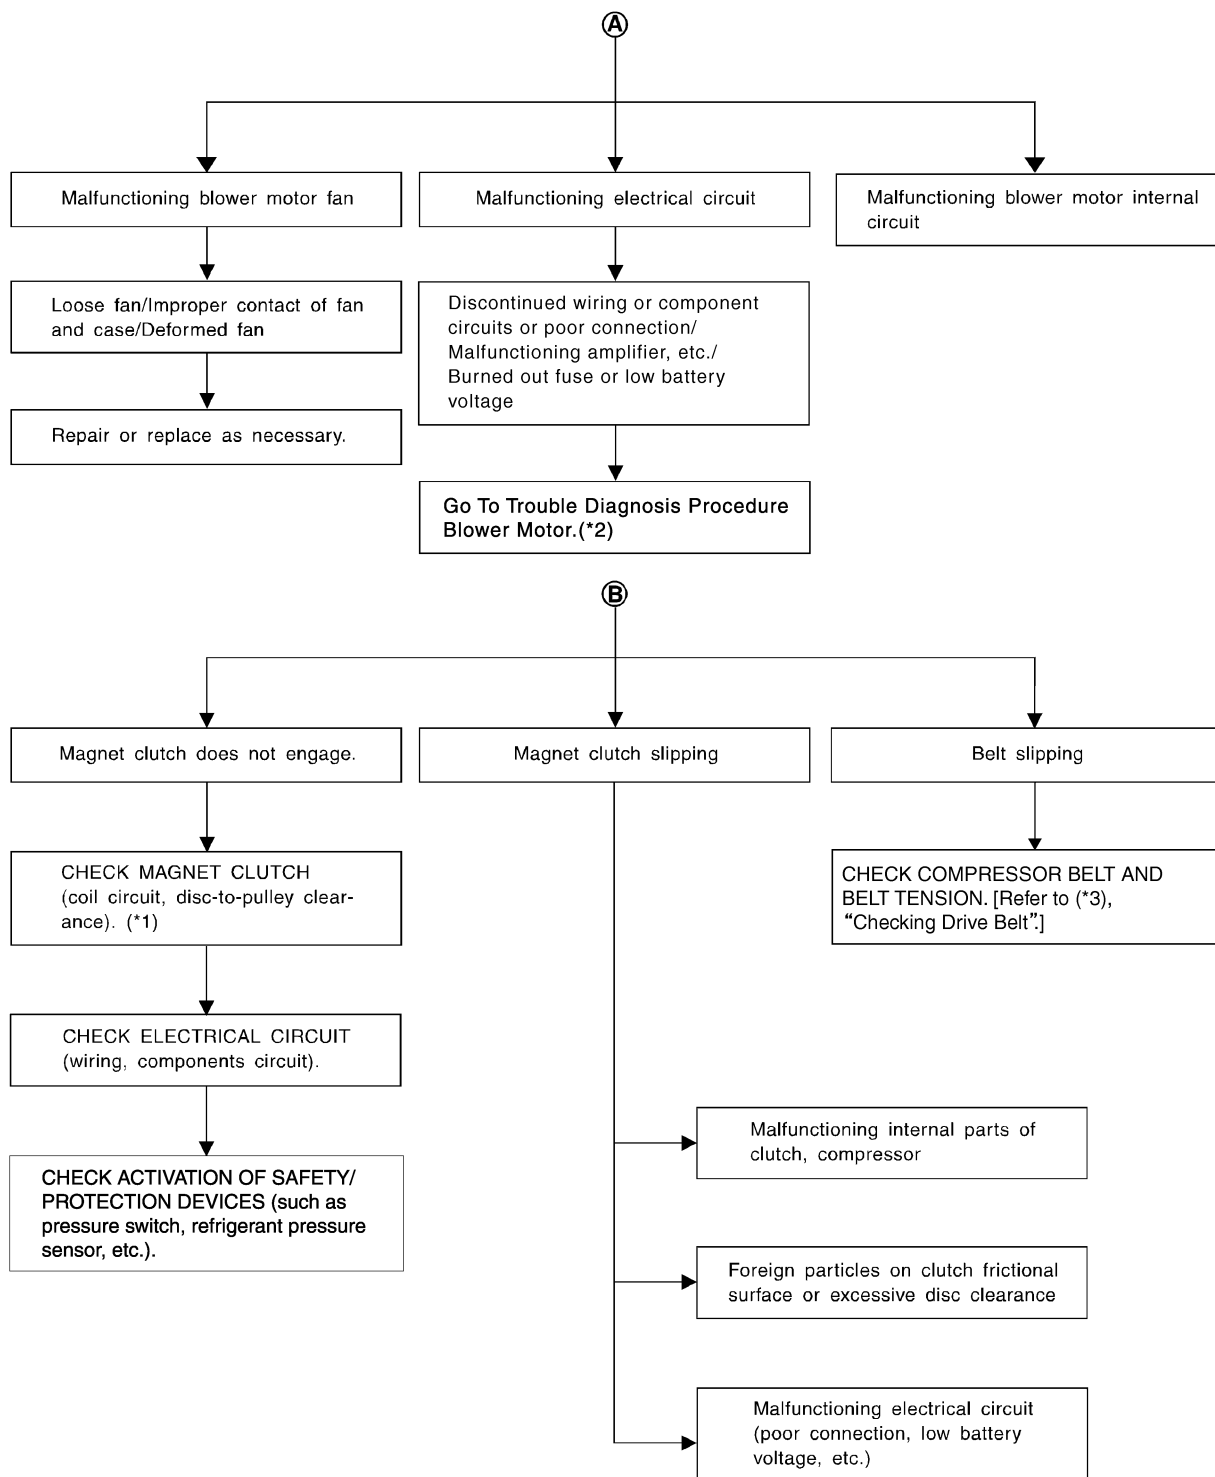 A
Malfunctioning blower motor fan
Malfunctioning electrical circuit
Malfunctioning blower motor internal
circuit
Loose fan/Improper contact of fan
and case/Deformed fan
Discontinued wiring or component
circuits or poor connection/
Malfunctioning amplifier, etc./
Burned out fuse or low battery
voltage
Repair or replace as necessary.
Go To Trouble Diagnosis Procedure
Blower Motor.(*2)
B
Magnet clutch does not engage.
Magnet clutch slipping
Belt slipping
CHECK MAGNET CLUTCH
(coil circuit, disc-to-pulley clear-
ance). (*1)
CHECK COMPRESSOR BELT AND
BELT TENSION. [Refer to (*3),
“Checking Drive Belt”.]
CHECK ELECTRICAL CIRCUIT
(wiring, components circuit).
CHECK ACTIVATION OF SAFETY/
PROTECTION DEVICES (such as
pressure switch, refrigerant pressure
sensor, etc.).
Malfunctioning internal parts of
clutch, compressor
Foreign particles on clutch frictional
surface or excessive disc clearance
Malfunctioning electrical circuit
(poor connection, low battery
voltage, etc.)